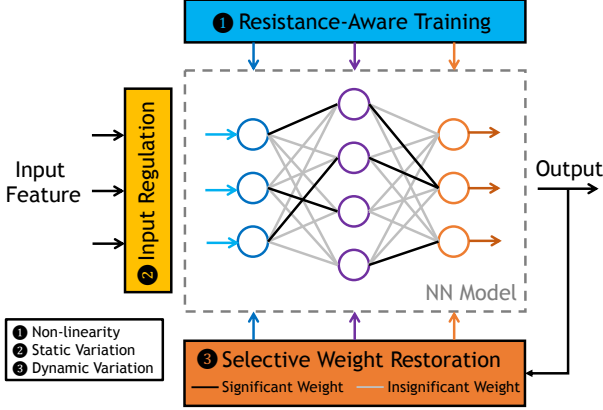 ❶ Resistance-Aware Training
❷ Input Regulation
Input
Feature
Output
NN Model
❶ Non-linearity
❷ Static Variation
❸ Dynamic Variation
❸ Selective Weight Restoration
Significant Weight
Insignificant Weight